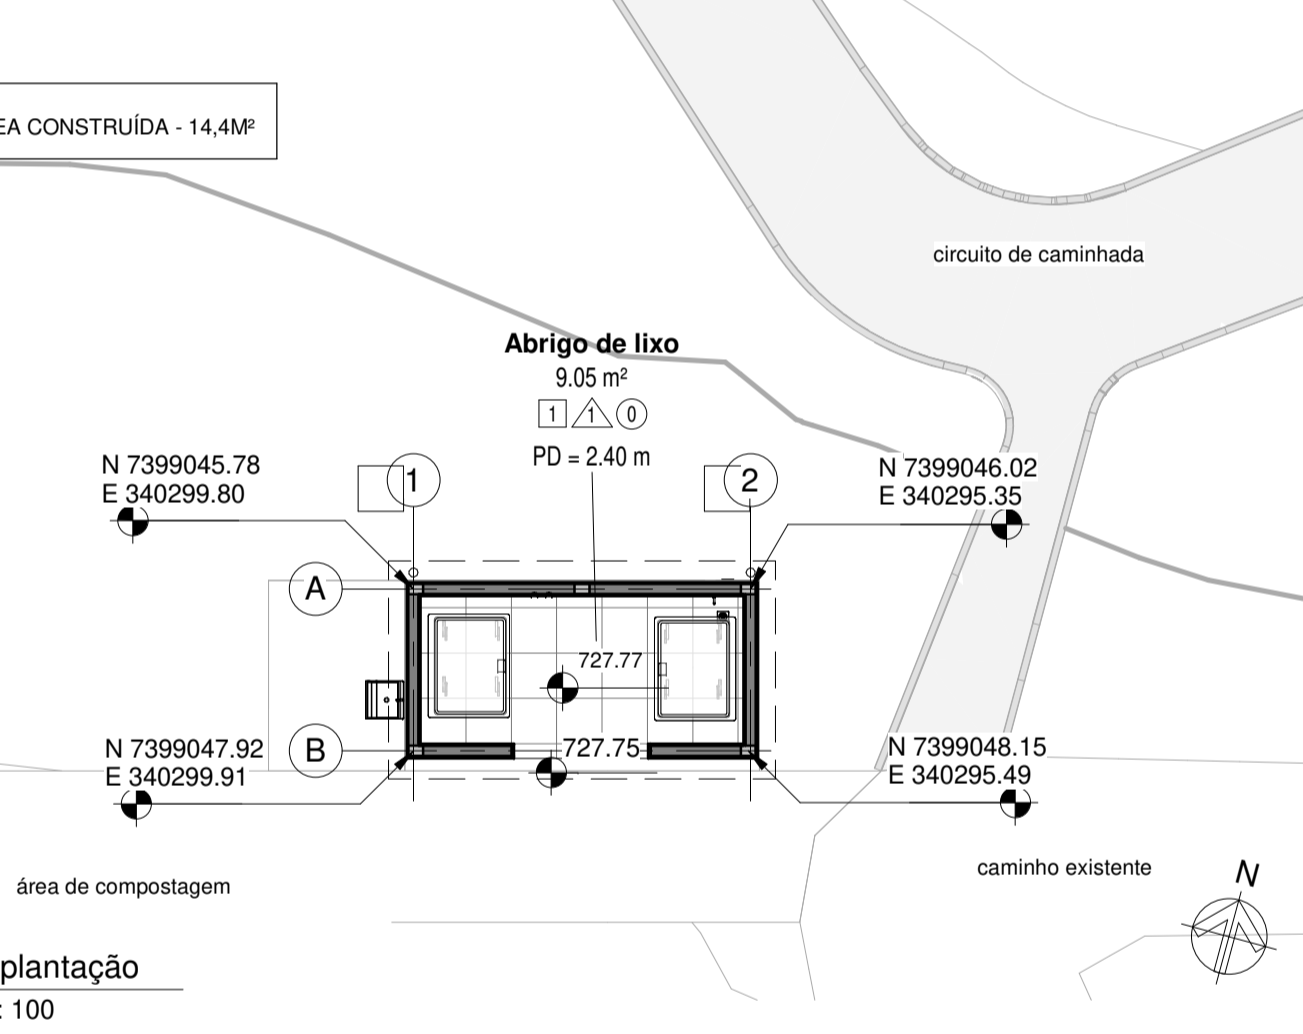 EA CONSTRUÍDA - 14,4M²
circuito de caminhada
Abrigo de lixo
9.05 m²
1 1 0
PD = 2.40 m
N 7399045.78
E 340299.80
1
2
N 7399046.02
E 340295.35
A
727.77
B
727.75
N 7399047.92
E 340299.91
N 7399048.15
E 340295.49
área de compostagem
caminho existente
N
plantação
: 100